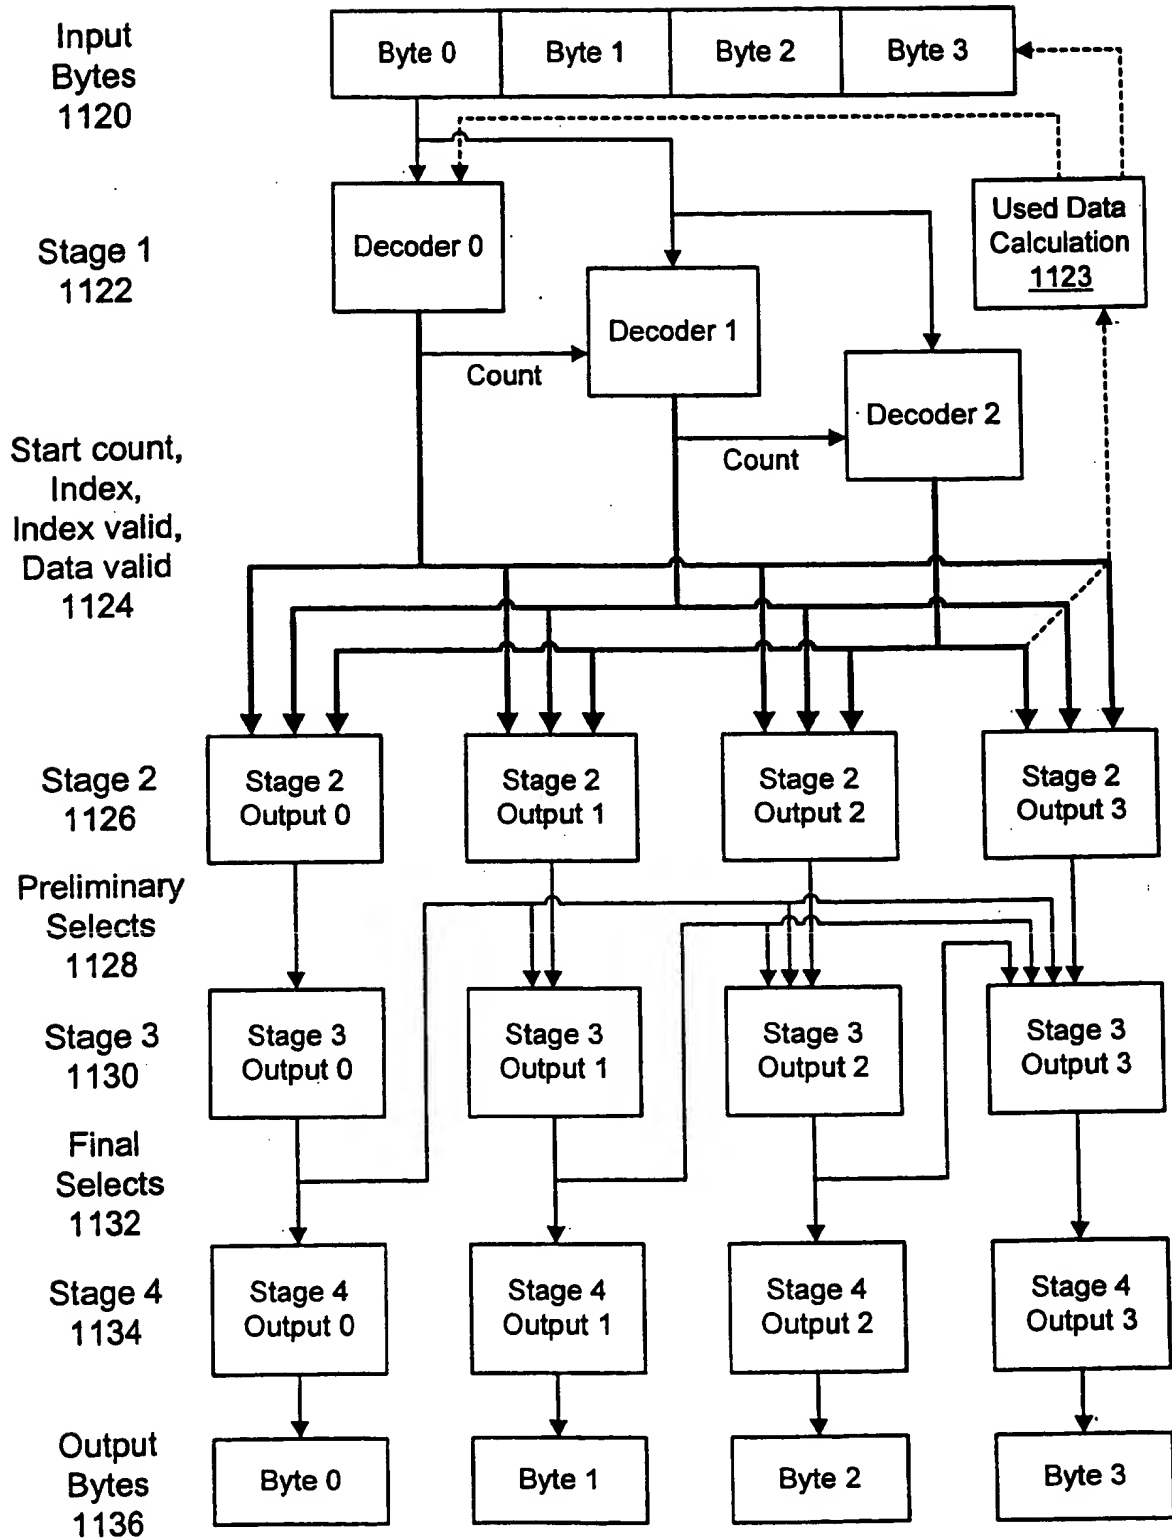 Input
Bytes
1120
Byte 0
Byte 1
Byte 2
Byte 3
Stage 1
1122
Decoder 0
Decoder 1
Decoder 2
Count
Count
Used Data
Calculation
1123
Start count,
Index,
Index valid,
Data valid
1124
Stage 2
1126
Stage 2
Output 0
Stage 2
Output 1
Stage 2
Output 2
Stage 2
Output 3
Preliminary
Selects
1128
Stage 3
1130
Stage 3
Output 0
Stage 3
Output 1
Stage 3
Output 2
Stage 3
Output 3
Final
Selects
1132
Stage 4
1134
Stage 4
Output 0
Stage 4
Output 1
Stage 4
Output 2
Stage 4
Output 3
Output
Bytes
1136
Byte 0
Byte 1
Byte 2
Byte 3